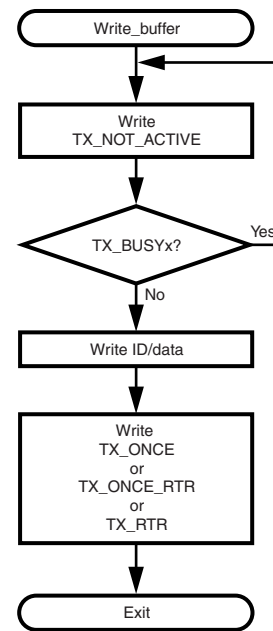 Write_buffer
Write
TX_NOT_ACTIVE
TX_BUSYx?
Yes
No
Write ID/data
Write
TX_ONCE
or
TX_ONCE_RTR
or
TX_RTR
Exit